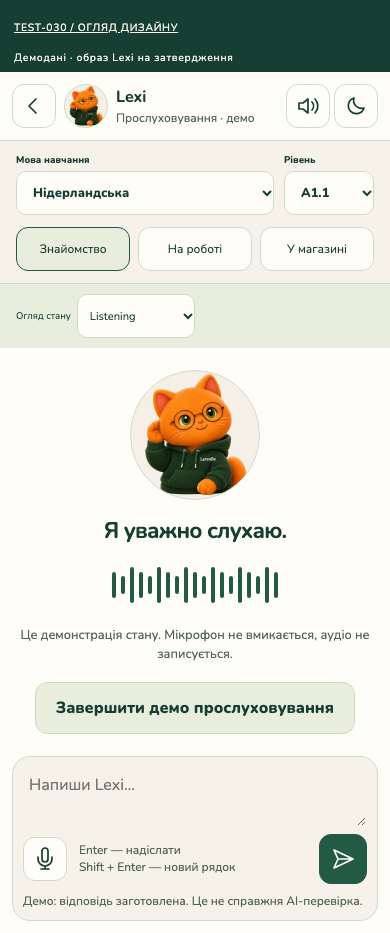 TEST-030 / ОГЛЯД ДИЗАЙНУ
Демодані · образ Lexi на затвердження
Lexi
Прослуховування · демо
Мова навчання
Рівень
Нідерландська
A1.1
Знайомство
На роботі
У магазині
Огляд стану
Listening
Я уважно слухаю.
Це демонстрація стану. Мікрофон не вмикається, аудіо не
записується.
Завершити демо прослуховування
Напиши Lexi...
Enter — надіслати
Shift + Enter — новий рядок
Демо: відповідь заготовлена. Це не справжня AI-перевірка.